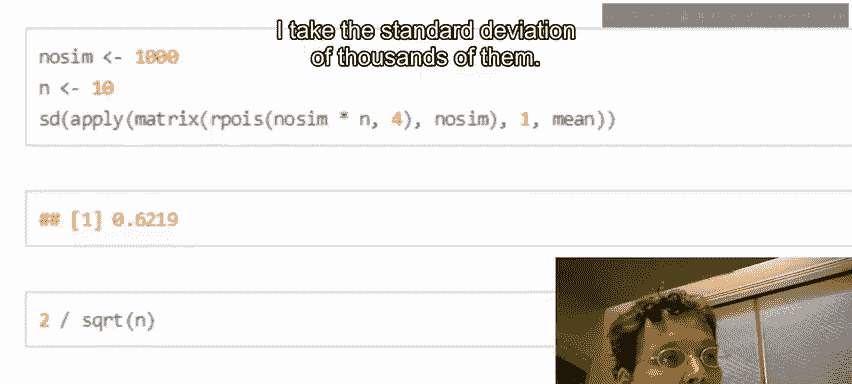 I take the standard deviation
of thousands of them.
nosim <- 1000
n <- 10
sd(apply(matrix(rpois(nosim * n, 4), nosim), 1, mean))
## [1] 0.6219
2 / sqrt(n)